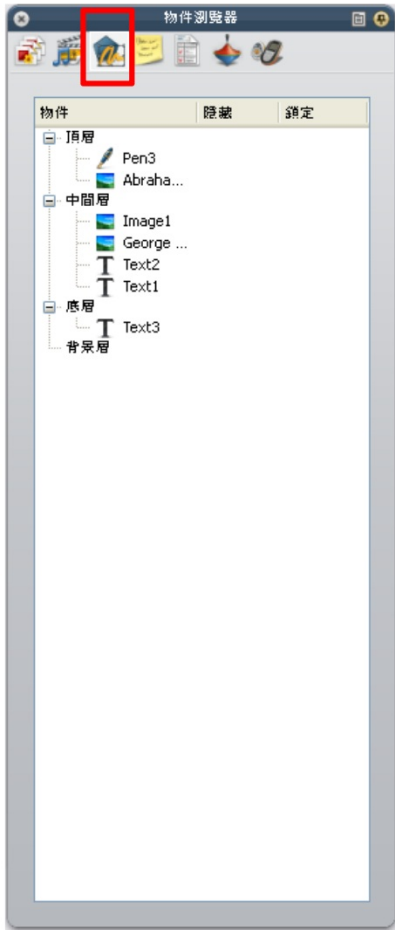 物件瀏覽器
物件 隱藏 鎖定
頂層
Pen3
Abraha...
中間層
Image1
George ...
Text2
Text1
底層
Text3
背景層